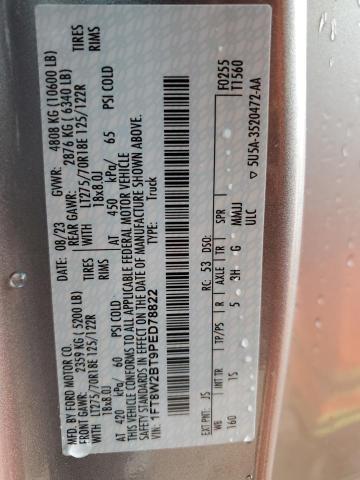 MFD. BY FORD MOTOR CO.
DATE: 08/23 GVWR: 4808 KG (10600 LB)
FRONT GAWR: 2359 KG (5200 LB) REAR GAWR: 2876 KG (6340 LB)
WITH LT275/70R18E 125/122R TIRES WITH LT275/70R18E 125/122R TIRES
18x8.0J RIMS 18x8.0J RIMS
AT 420 kPa/ 60 PSI COLD AT 450 kPa/ 65 PSI COLD
THIS VEHICLE CONFORMS TO ALL APPLICABLE FEDERAL MOTOR VEHICLE
SAFETY STANDARDS IN EFFECT ON THE DATE OF MANUFACTURE SHOWN ABOVE.
VIN: 1FT8W2BT9PED78822
TYPE: Truck
F0255
T1560
EXT PNT: JS RC: 53 DSO:
WB INT TR TP/PS R AXLE TR SPR
160 15 5 3H G MMJJ
ULC
▽ 5U5A-3520472-AA